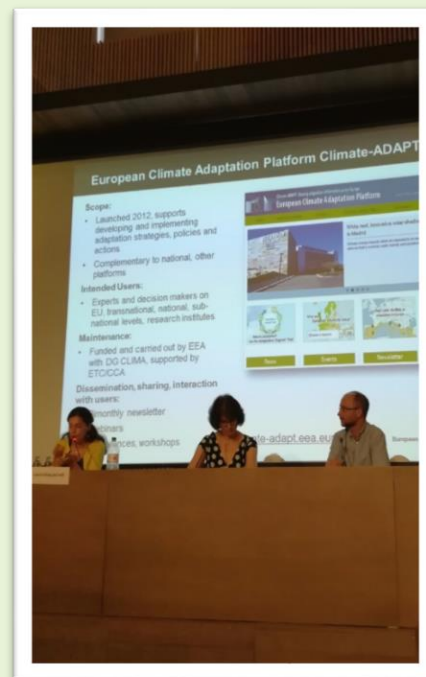 European Climate Adaptation Platform Climate-ADAPT
Scope:
• Launched 2012, supports
developing and implementing
adaptation strategies, policies and
actions
• Complementary to national, other
platforms
Intended Users:
• Experts and decision makers on
EU, transnational, national, sub-
national levels, research institutes
Maintenance:
• Funded and carried out by EEA
with DG CLIMA, supported by
ETC/CCA
Dissemination, sharing, interaction
with users:
monthly newsletter
ebinars
ences, workshops
European Climate Adaptation Platform
News
Events
Newsletter
ate-adapt.eea.eu
European